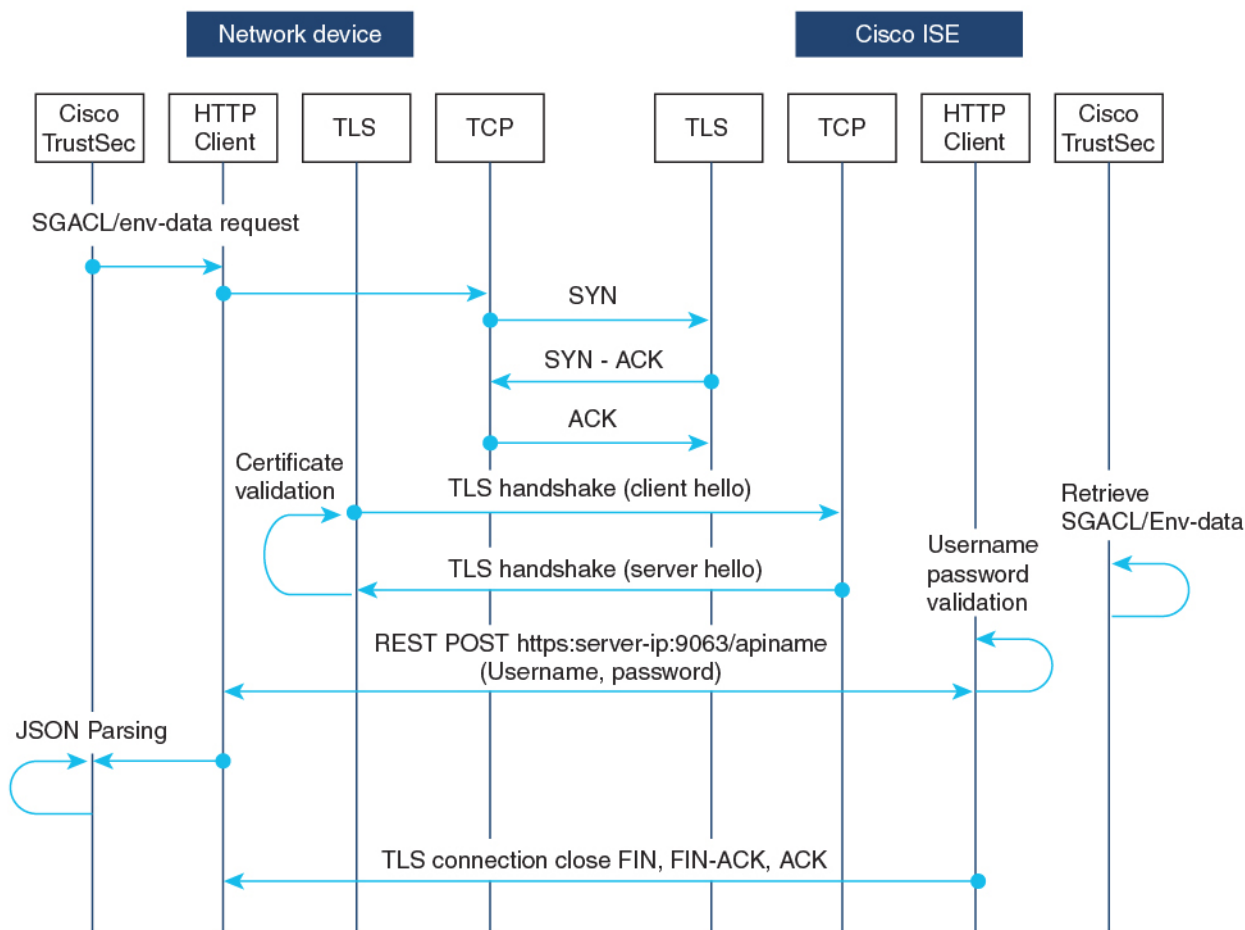 Network device
Cisco ISE
Cisco
TrustSec
HTTP
Client
TLS
TCP
TLS
TCP
HTTP
Client
Cisco
TrustSec
SGACL/env-data request
SYN
SYN - ACK
ACK
Certificate
validation
TLS handshake (client hello)
Retrieve
SGACL/Env-data
Username
password
validation
TLS handshake (server hello)
REST POST https:server-ip:9063/apiname
(Username, password)
JSON Parsing
TLS connection close FIN, FIN-ACK, ACK